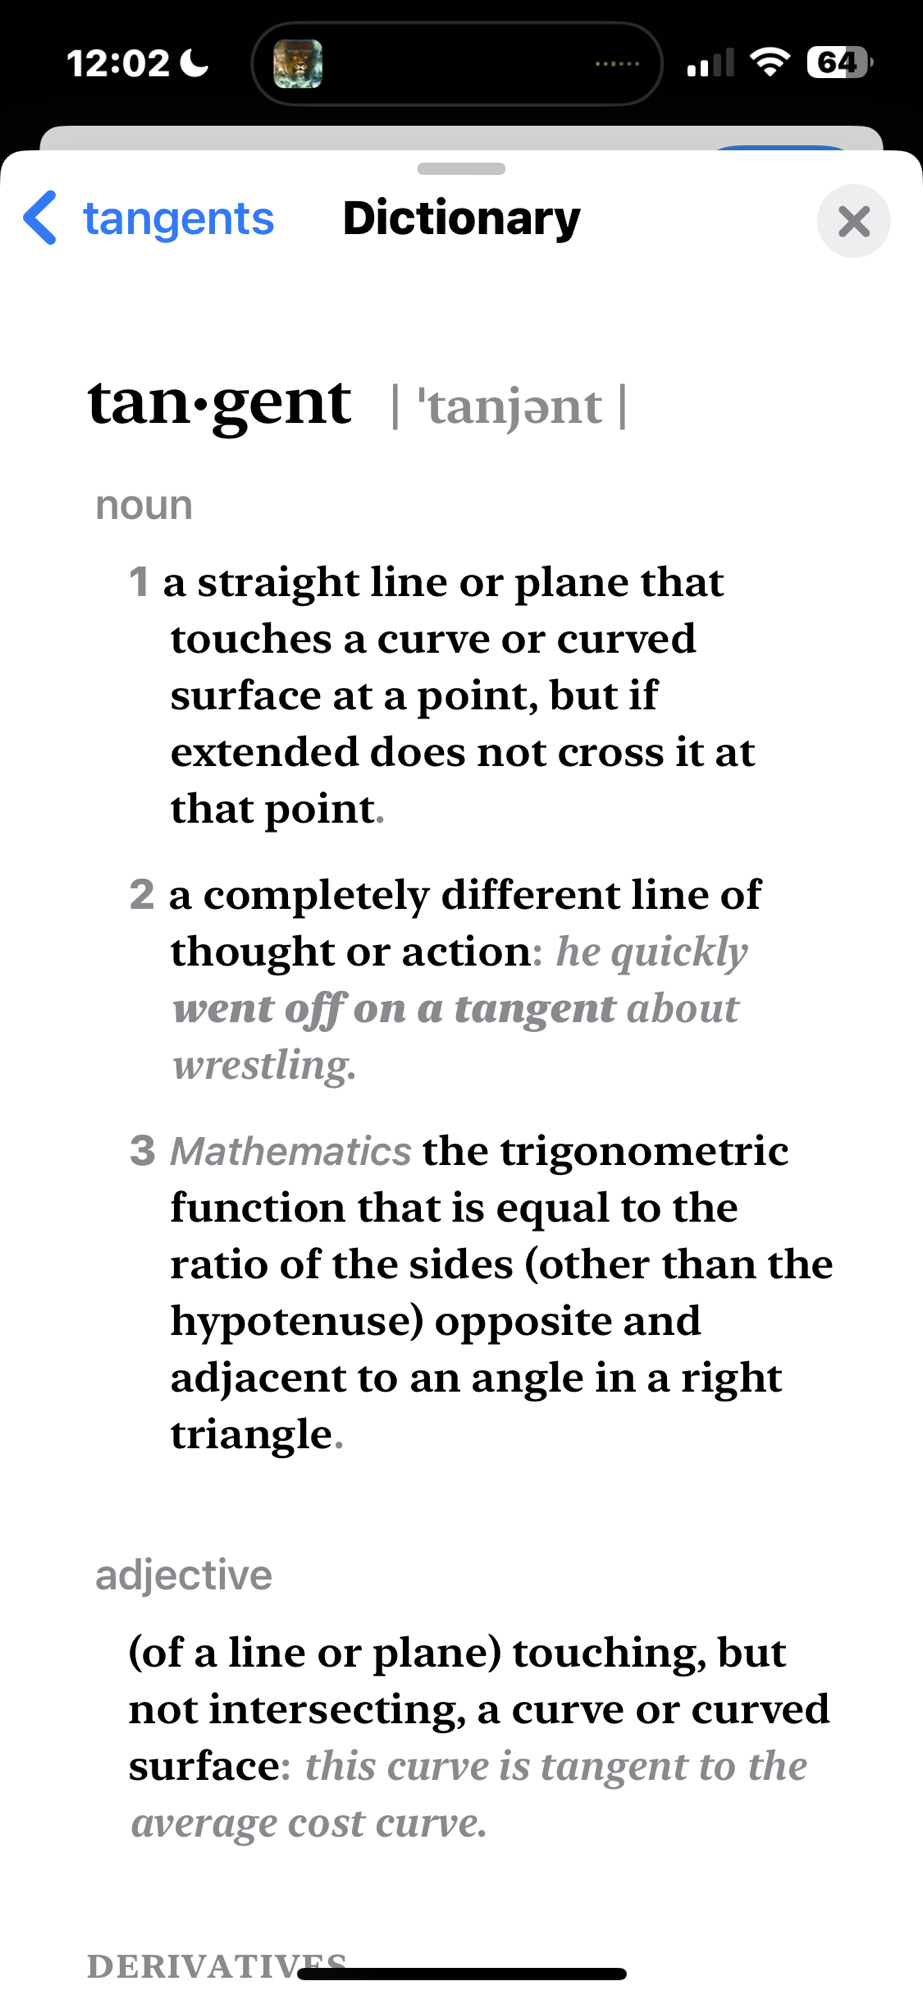 12:02
64
tangents Dictionary
tan•gent | ˈtanjənt |
noun
1 a straight line or plane that
touches a curve or curved
surface at a point, but if
extended does not cross it at
that point.
2 a completely different line of
thought or action: he quickly
went off on a tangent about
wrestling.
3 Mathematics the trigonometric
function that is equal to the
ratio of the sides (other than the
hypotenuse) opposite and
adjacent to an angle in a right
triangle.
adjective
(of a line or plane) touching, but
not intersecting, a curve or curved
surface: this curve is tangent to the
average cost curve.
DERIVATIVES